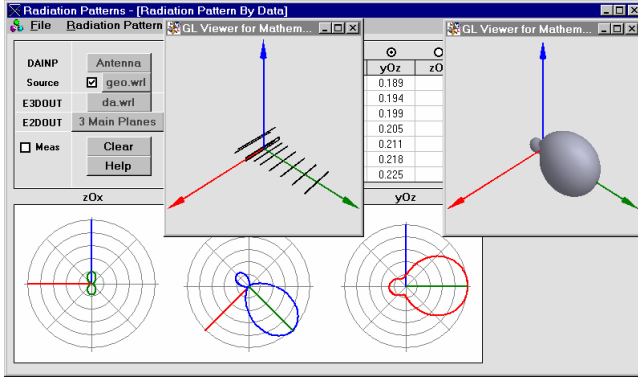 Radiation Patterns - [Radiation Pattern By Data]
File Radiation Pattern
GL Viewer for Mathem...
GL Viewer for Mathem...
DAINP Antenna
Source geo.wrl
E3DOUT da.wrl
E2DOUT 3 Main Planes
Meas Clear
Help
yOz zO
0.189
0.194
0.199
0.205
0.211
0.218
0.225
zOx
yOz